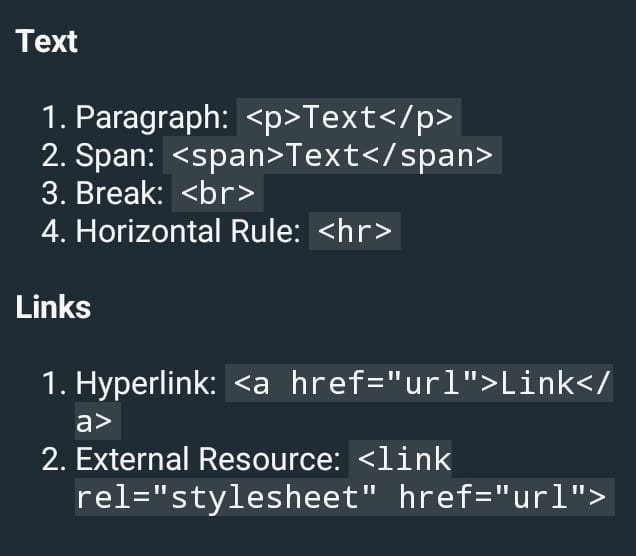 Text
1. Paragraph: <p>Text</p>
2. Span: <span>Text</span>
3. Break: <br>
4. Horizontal Rule: <hr>
Links
1. Hyperlink: <a href="url">Link</
a>
2. External Resource: <link
rel="stylesheet" href="url">